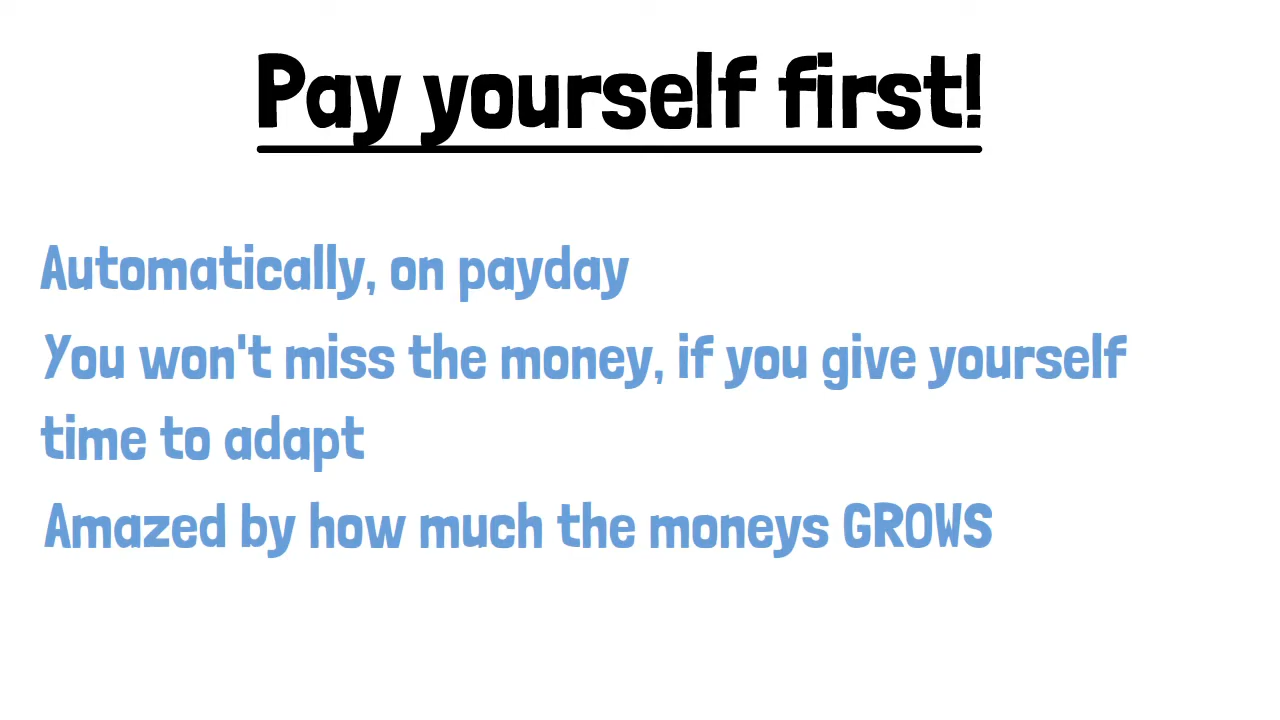 Pay yourself first!
Automatically, on payday
You won't miss the money, if you give yourself
time to adapt
Amazed by how much the moneys GROWS